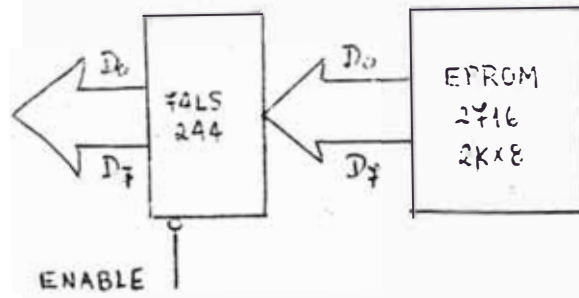 D0
74LS
244
D7
D0
D7
EPROM
2716
2K×8
ENABLE